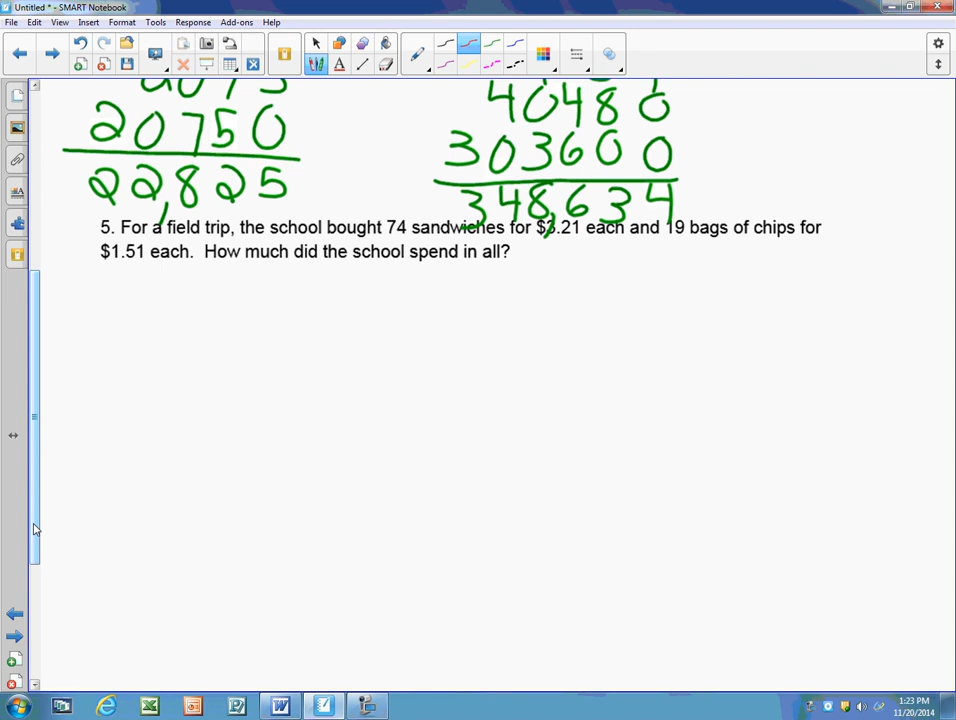 Untitled * - SMART Notebook
File Edit View Insert Format Tools Response Add-ons Help
40480
20750
303600
22,825
348,634
5. For a field trip, the school bought 74 sandwiches for $3.21 each and 19 bags of chips for
$1.51 each. How much did the school spend in all?
1:23 PM
11/20/2014